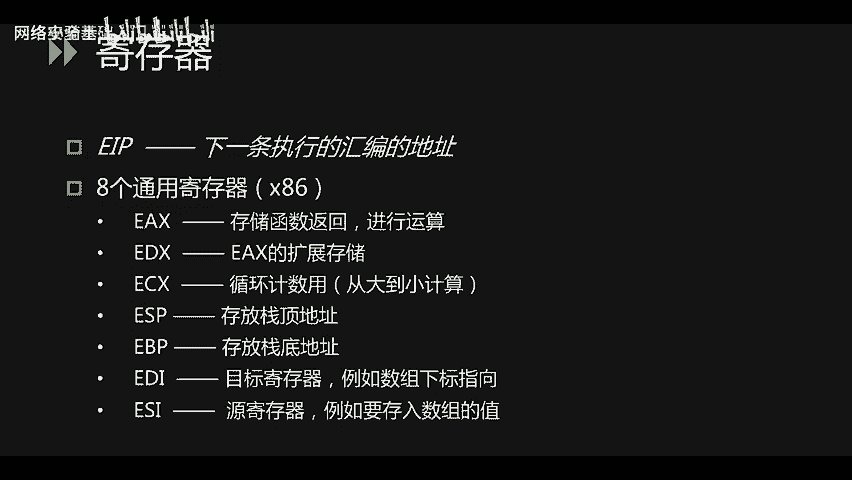 网络安全基础
寄存器
EIP —— 下一条执行的汇编的地址
8个通用寄存器（x86）
EAX —— 存储函数返回，进行运算
EDX —— EAX的扩展存储
ECX —— 循环计数用（从大到小计算）
ESP —— 存放栈顶地址
EBP —— 存放栈底地址
EDI —— 目标寄存器，例如数组下标指向
ESI —— 源寄存器，例如要存入数组的值